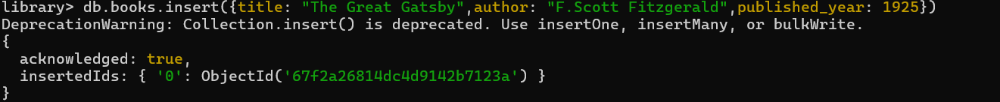 library> db.books.insert({title: "The Great Gatsby",author: "F.Scott Fitzgerald",published_year: 1925})
DeprecationWarning: Collection.insert() is deprecated. Use insertOne, insertMany, or bulkWrite.
{
  acknowledged: true,
  insertedIds: { '0': ObjectId('67f2a26814dc4d9142b7123a') }
}